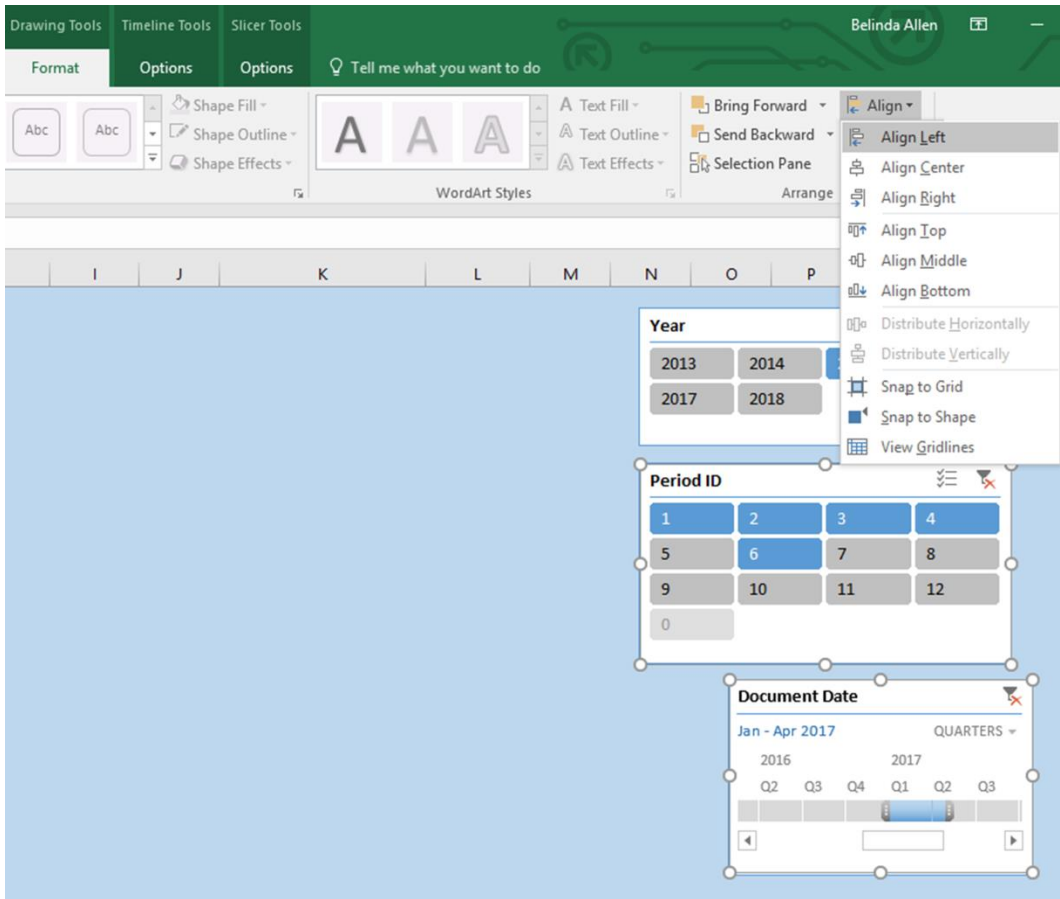 Drawing Tools Timeline Tools Slicer Tools Belinda Allen
Format Options Options Tell me what you want to do
Shape Fill Text Fill Bring Forward Align
Abc Abc Shape Outline A A A Text Outline Send Backward
Shape Effects Text Effects Selection Pane
WordArt Styles Arrange
Align Left
Align Center
Align Right
Align Top
Align Middle
Align Bottom
Distribute Horizontally
Distribute Vertically
Snap to Grid
Snap to Shape
View Gridlines
I J K L M N O P
Year
2013 2014
2017 2018
Period ID
1 2 3 4
5 6 7 8
9 10 11 12
0
Document Date
Jan - Apr 2017 QUARTERS
2016 2017
Q2 Q3 Q4 Q1 Q2 Q3